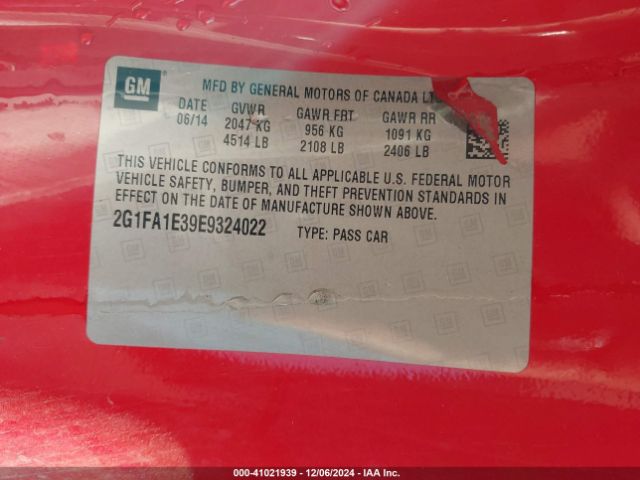 GM
MFD BY GENERAL MOTORS OF CANADA LT
DATE GVWR GAWR FRT GAWR RR
06/14 2047 KG 956 KG 1091 KG
4514 LB 2108 LB 2406 LB
THIS VEHICLE CONFORMS TO ALL APPLICABLE U.S. FEDERAL MOTOR
VEHICLE SAFETY, BUMPER, AND THEFT PREVENTION STANDARDS IN
EFFECT ON THE DATE OF MANUFACTURE SHOWN ABOVE.
2G1FA1E39E9324022 TYPE: PASS CAR
000-41021939 - 12/06/2024 - IAA Inc.